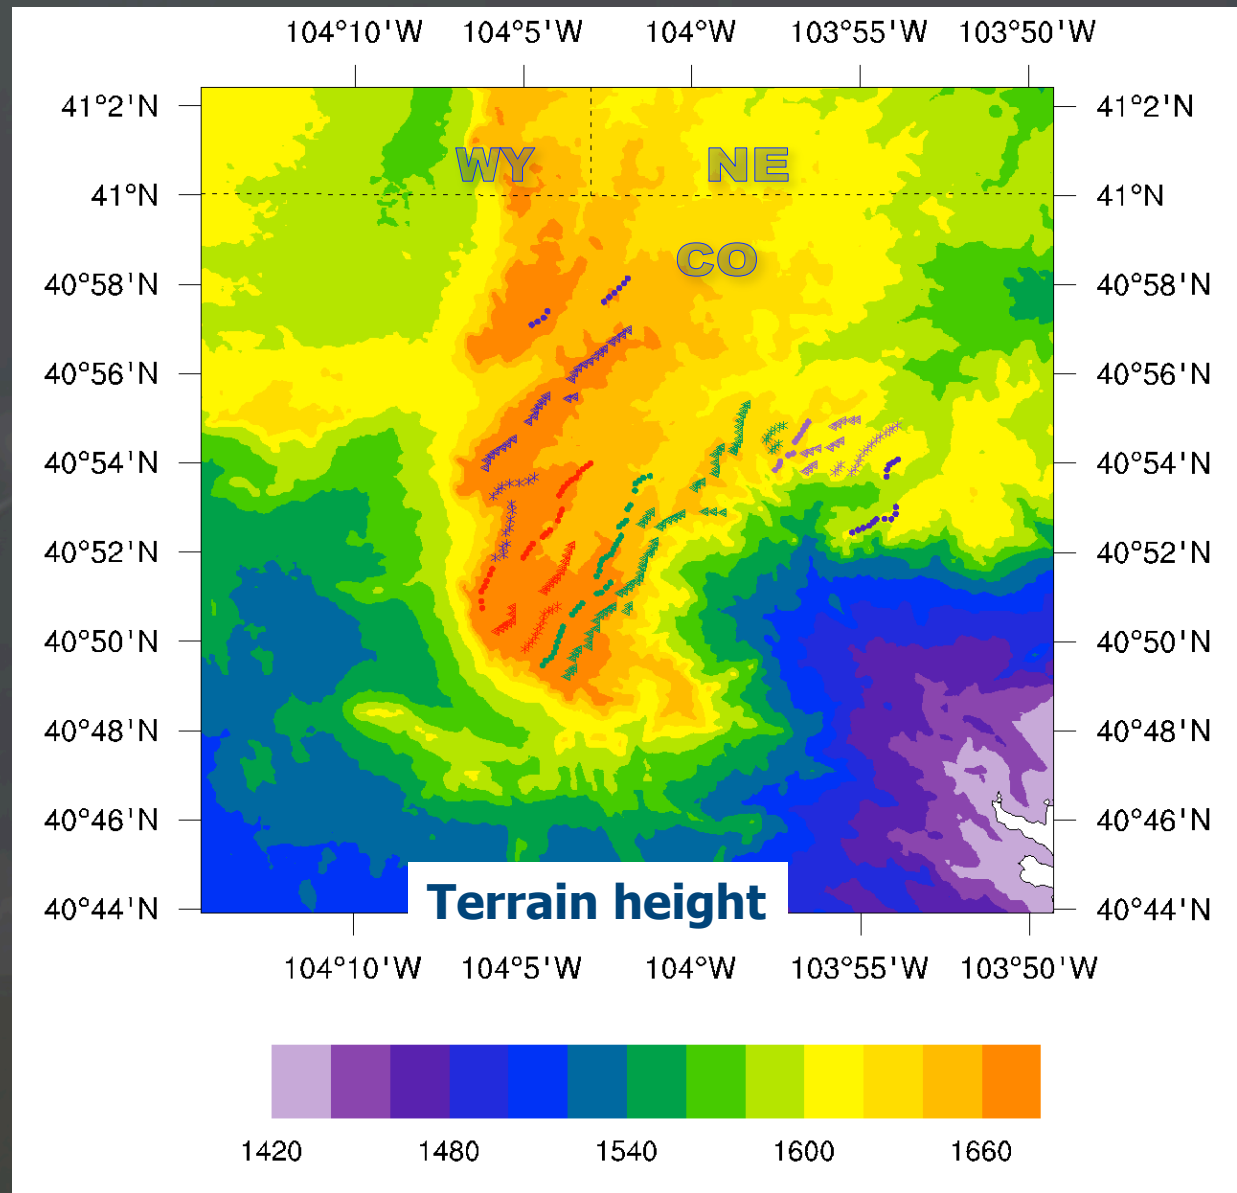 104°10'W 104°5'W 104°W 103°55'W 103°50'W
41°2'N 41°2'N
WY NE
41°N 41°N
CO
40°58'N 40°58'N
40°56'N 40°56'N
40°54'N 40°54'N
40°52'N 40°52'N
40°50'N 40°50'N
40°48'N 40°48'N
40°46'N 40°46'N
Terrain height
40°44'N 40°44'N
104°10'W 104°5'W 104°W 103°55'W 103°50'W
1420 1480 1540 1600 1660